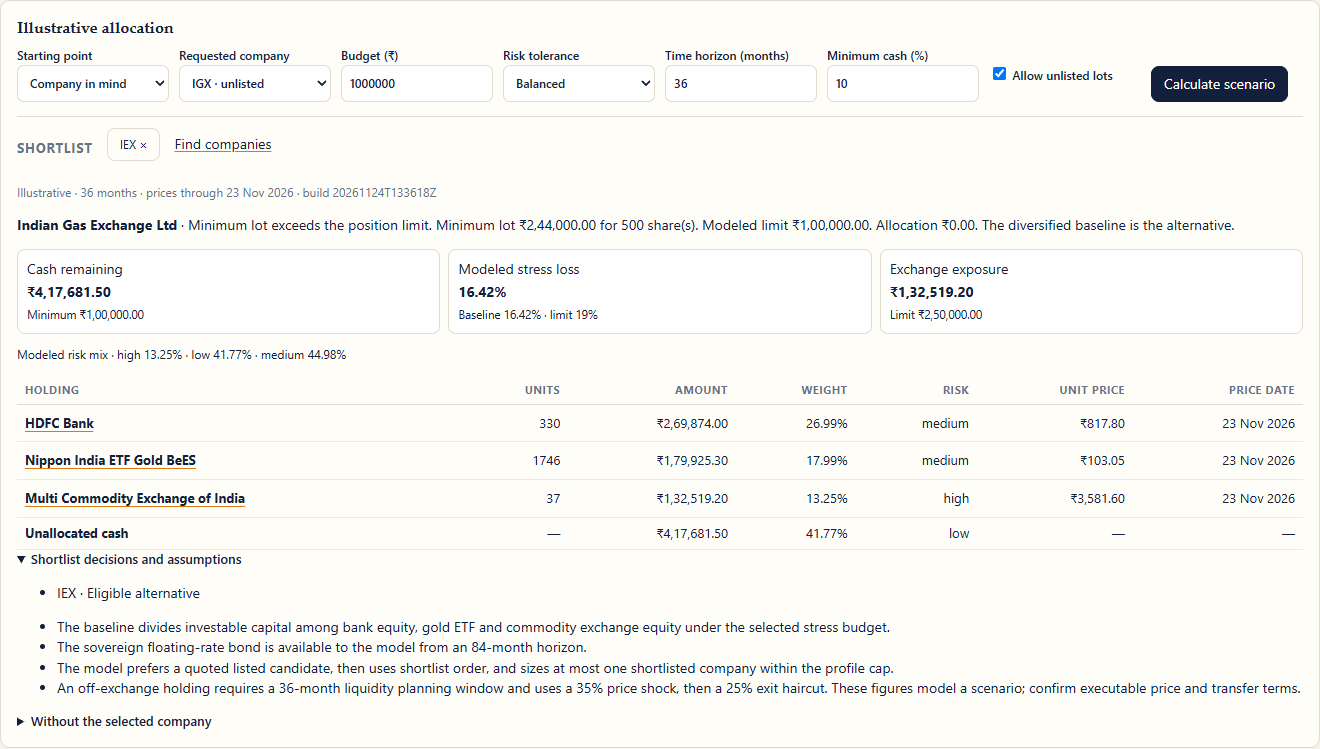 Illustrative allocation
Starting point Requested company Budget (₹) Risk tolerance Time horizon (months) Minimum cash (%)
Company in mind IGX · unlisted 1000000 Balanced 36 10 Allow unlisted lots Calculate scenario
SHORTLIST IEX × Find companies
Illustrative · 36 months · prices through 23 Nov 2026 · build 20261124T133618Z
Indian Gas Exchange Ltd · Minimum lot exceeds the position limit. Minimum lot ₹2,44,000.00 for 500 share(s). Modeled limit ₹1,00,000.00. Allocation ₹0.00. The diversified baseline is the alternative.
Cash remaining Modeled stress loss Exchange exposure
₹4,17,681.50 16.42% ₹1,32,519.20
Minimum ₹1,00,000.00 Baseline 16.42% · limit 19% Limit ₹2,50,000.00
Modeled risk mix · high 13.25% · low 41.77% · medium 44.98%
HOLDING UNITS AMOUNT WEIGHT RISK UNIT PRICE PRICE DATE
HDFC Bank 330 ₹2,69,874.00 26.99% medium ₹817.80 23 Nov 2026
Nippon India ETF Gold BeES 1746 ₹1,79,925.30 17.99% medium ₹103.05 23 Nov 2026
Multi Commodity Exchange of India 37 ₹1,32,519.20 13.25% high ₹3,581.60 23 Nov 2026
Unallocated cash — ₹4,17,681.50 41.77% low — —
▼ Shortlist decisions and assumptions
• IEX · Eligible alternative
• The baseline divides investable capital among bank equity, gold ETF and commodity exchange equity under the selected stress budget.
• The sovereign floating-rate bond is available to the model from an 84-month horizon.
• The model prefers a quoted listed candidate, then uses shortlist order, and sizes at most one shortlisted company within the profile cap.
• An off-exchange holding requires a 36-month liquidity planning window and uses a 35% price shock, then a 25% exit haircut. These figures model a scenario; confirm executable price and transfer terms.
▶ Without the selected company